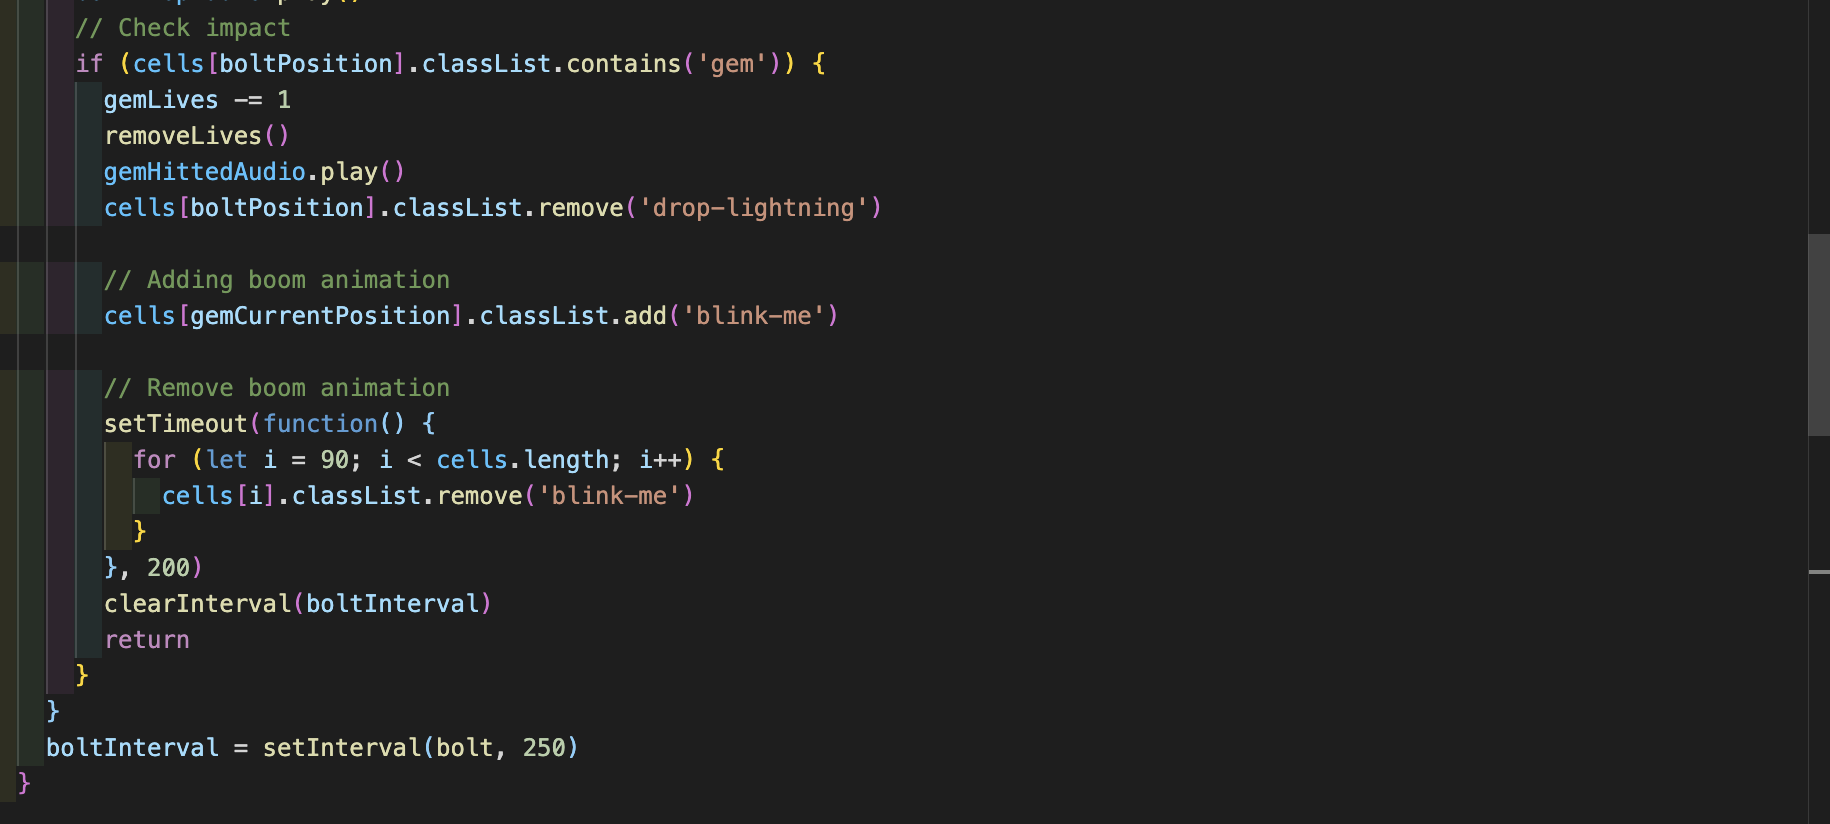 // Check impact
if (cells[boltPosition].classList.contains('gem')) {
gemLives -= 1
removeLives()
gemHittedAudio.play()
cells[boltPosition].classList.remove('drop-lightning')
// Adding boom animation
cells[gemCurrentPosition].classList.add('blink-me')
// Remove boom animation
setTimeout(function() {
for (let i = 90; i < cells.length; i++) {
cells[i].classList.remove('blink-me')
}
}, 200)
clearInterval(boltInterval)
return
}
}
boltInterval = setInterval(bolt, 250)
}